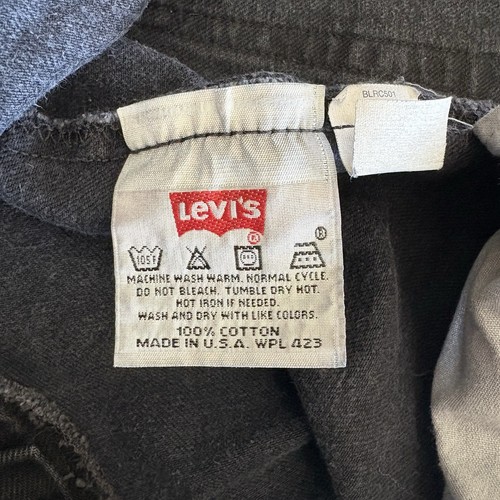 BLRC501
Levi's
®
®
105F
MACHINE WASH WARM. NORMAL CYCLE.
DO NOT BLEACH. TUMBLE DRY HOT.
HOT IRON IF NEEDED.
WASH AND DRY WITH LIKE COLORS.
100% COTTON
MADE IN U.S.A. WPL 423